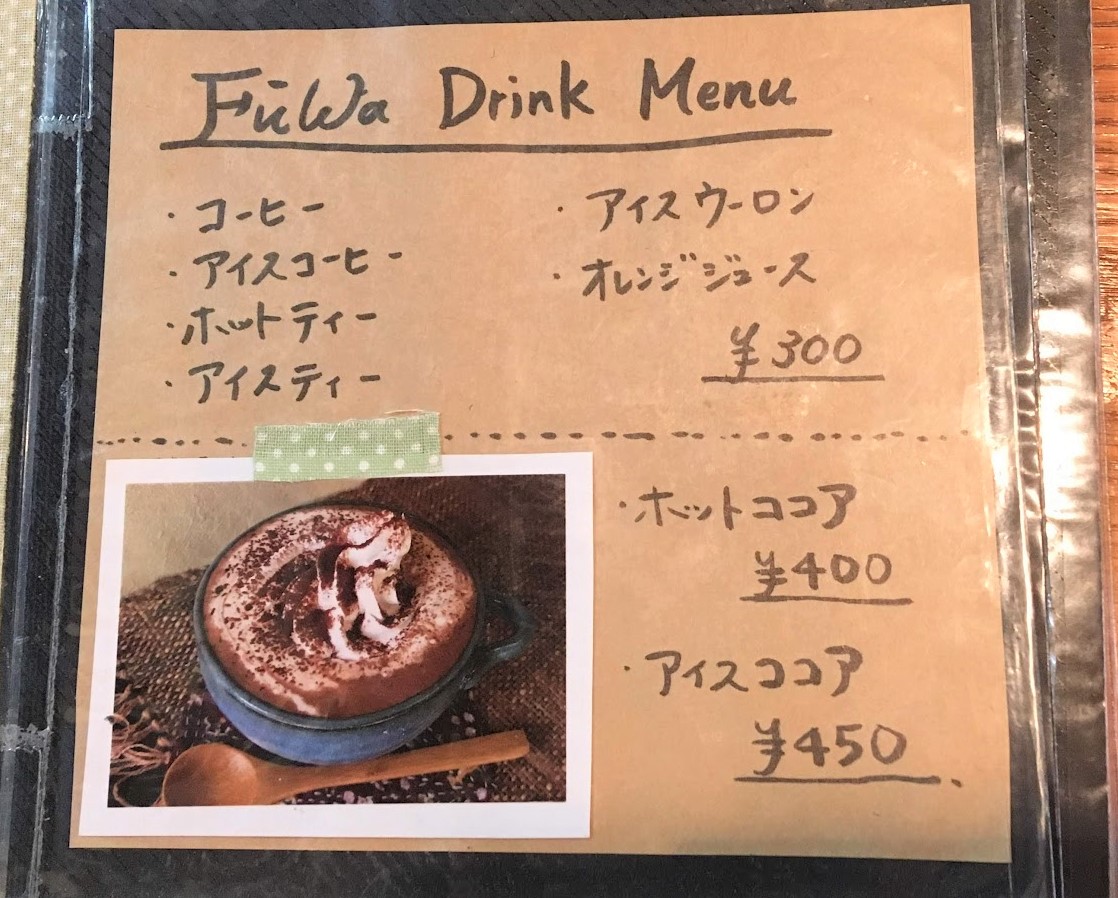 FuWa Drink Menu
・コーヒー
・アイスコーヒー
・ホットティー
・アイスティー
・アイスウーロン
・オレンジジュース
¥300
・ホットココア
¥400
・アイスココア
¥450